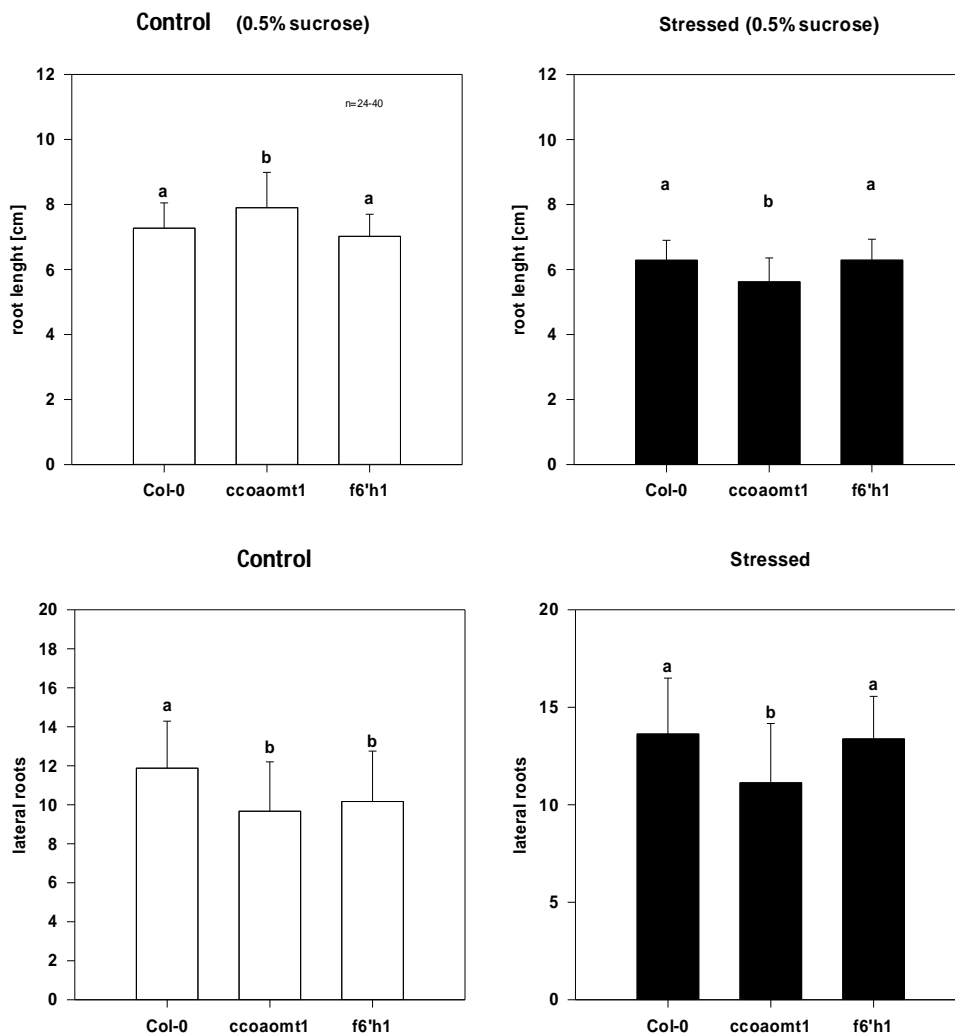 Control (0.5% sucrose)
12
10
8
6
4
2
0
root lenght [cm]
n=24-40
a
b
a
Col-0 ccoaomt1 f6'h1
Stressed (0.5% sucrose)
12
10
8
6
4
2
0
root lenght [cm]
a
b
a
Col-0 ccoaomt1 f6'h1
Control
20
18
16
14
12
10
8
6
4
2
0
lateral roots
a
b
b
Col-0 ccoaomt1 f6'h1
Stressed
20
15
10
5
0
lateral roots
a
b
a
Col-0 ccoaomt1 f6'h1